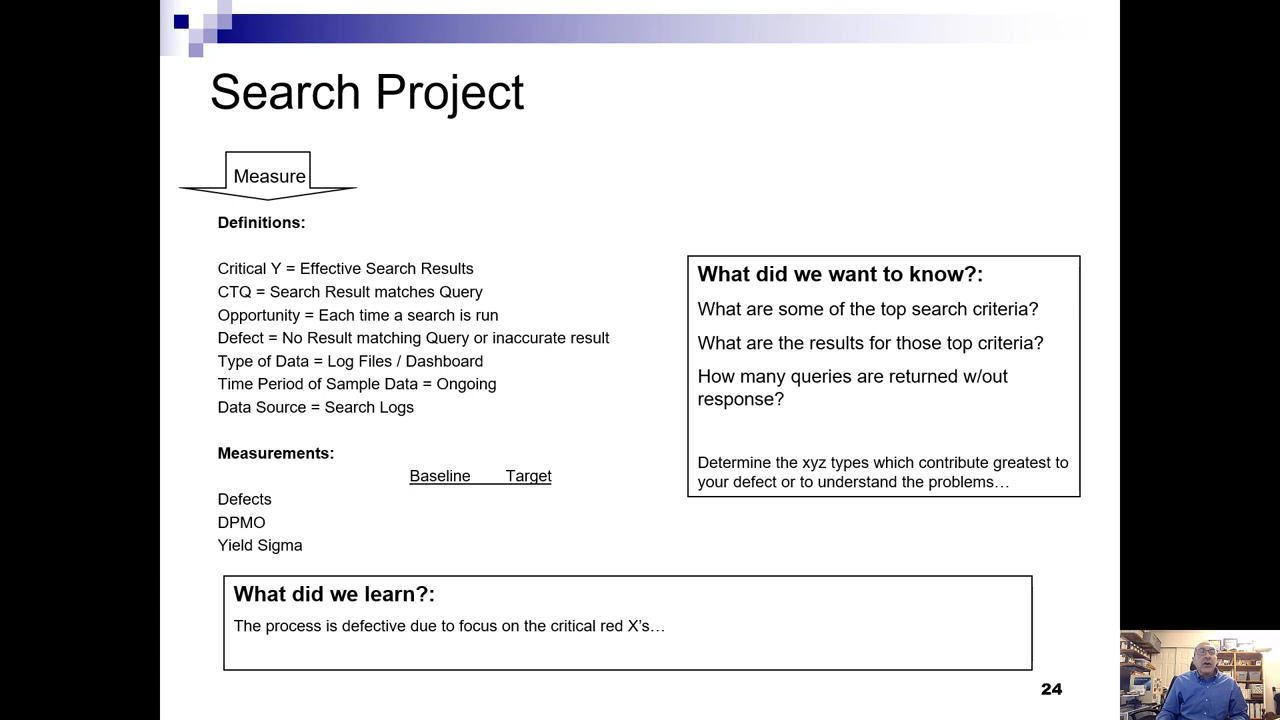 Search Project
Measure
Definitions:
Critical Y = Effective Search Results
CTQ = Search Result matches Query
Opportunity = Each time a search is run
Defect = No Result matching Query or inaccurate result
Type of Data = Log Files / Dashboard
Time Period of Sample Data = Ongoing
Data Source = Search Logs
Measurements:
Baseline Target
Defects
DPMO
Yield Sigma
What did we want to know?:
What are some of the top search criteria?
What are the results for those top criteria?
How many queries are returned w/out
response?
Determine the xyz types which contribute greatest to
your defect or to understand the problems…
What did we learn?:
The process is defective due to focus on the critical red X’s…
24